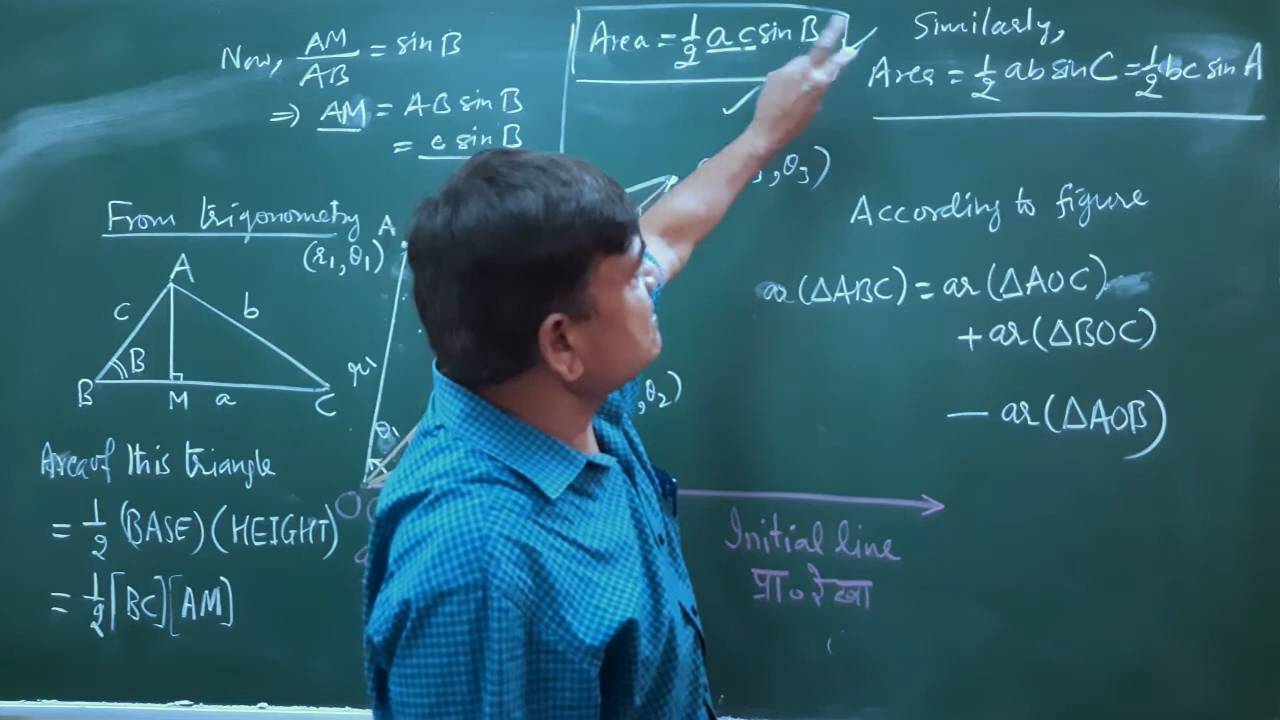 Now, AM/AB = sin B
⇒ AM = AB sin B
= c sin B
Area = 1/2 ac sin B
Similarly,
Area = 1/2 ab sin C = 1/2 bc sin A
From trigonometry
A
c b
B
B M a C
Area of this triangle
= 1/2 (BASE) (HEIGHT)
= 1/2 [BC] [AM]
A
(r₁, θ₁)
, θ₃)
, θ₂)
r₁
θ₁
O
Initial line
प्रा० रेखा
According to figure
ar(ΔABC) = ar(ΔAOC)
+ ar(ΔBOC)
— ar(ΔAOB)